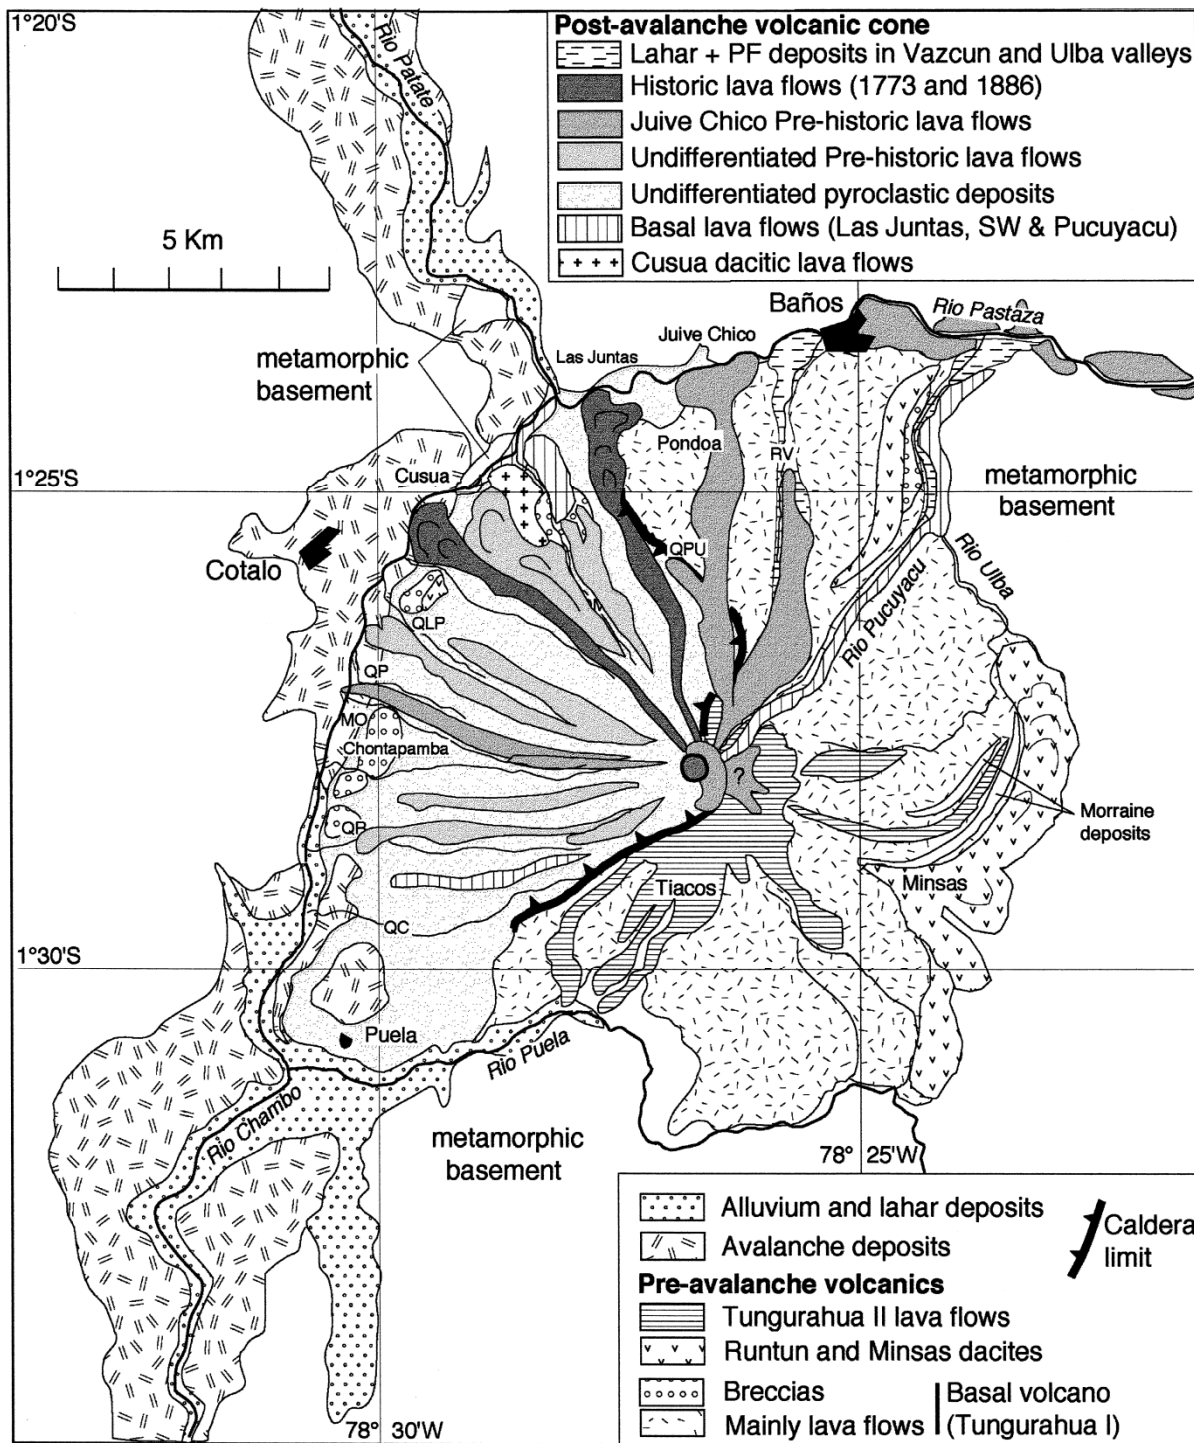 1°20'S
Rio Patate
Post-avalanche volcanic cone
Lahar + PF deposits in Vazcun and Ulba valleys
Historic lava flows (1773 and 1886)
Juive Chico Pre-historic lava flows
Undifferentiated Pre-historic lava flows
Undifferentiated pyroclastic deposits
Basal lava flows (Las Juntas, SW & Pucuyacu)
Cusua dacitic lava flows
5 Km
Baños
Rio Pastaza
Juive Chico
Las Juntas
metamorphic
basement
Pondoa
RV
Cusua
1°25'S
metamorphic
basement
Cotalo
QPU
Rio Ulba
QLP
Rio Pucuyacu
QP
MO
Chontapamba
?
Morraine
deposits
QR
Tiacos
Minsas
QC
1°30'S
Puela
Rio Puela
Rio Chambo
metamorphic
basement
78° 25'W
Alluvium and lahar deposits
Avalanche deposits
Caldera
limit
Pre-avalanche volcanics
Tungurahua II lava flows
Runtun and Minsas dacites
Breccias
Mainly lava flows
Basal volcano
(Tungurahua I)
78° 30'W